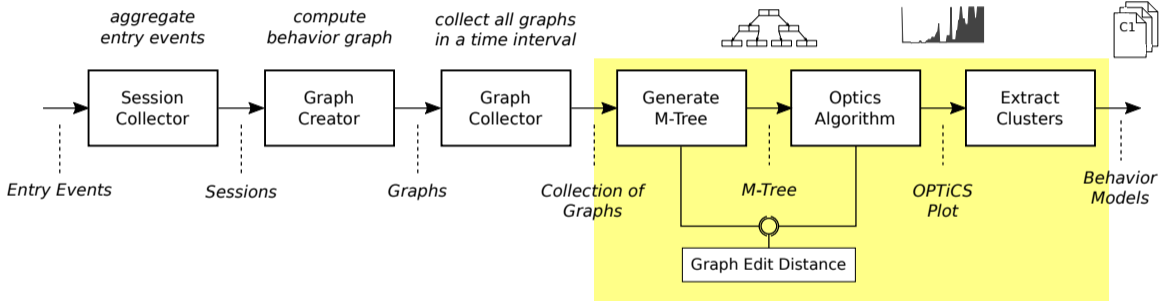 aggregate
entry events
compute
behavior graph
collect all graphs
in a time interval
C1
Session
Collector
Graph
Creator
Graph
Collector
Generate
M-Tree
Optics
Algorithm
Extract
Clusters
Entry Events
Sessions
Graphs
Collection of
Graphs
M-Tree
OPTiCS
Plot
Behavior
Models
Graph Edit Distance